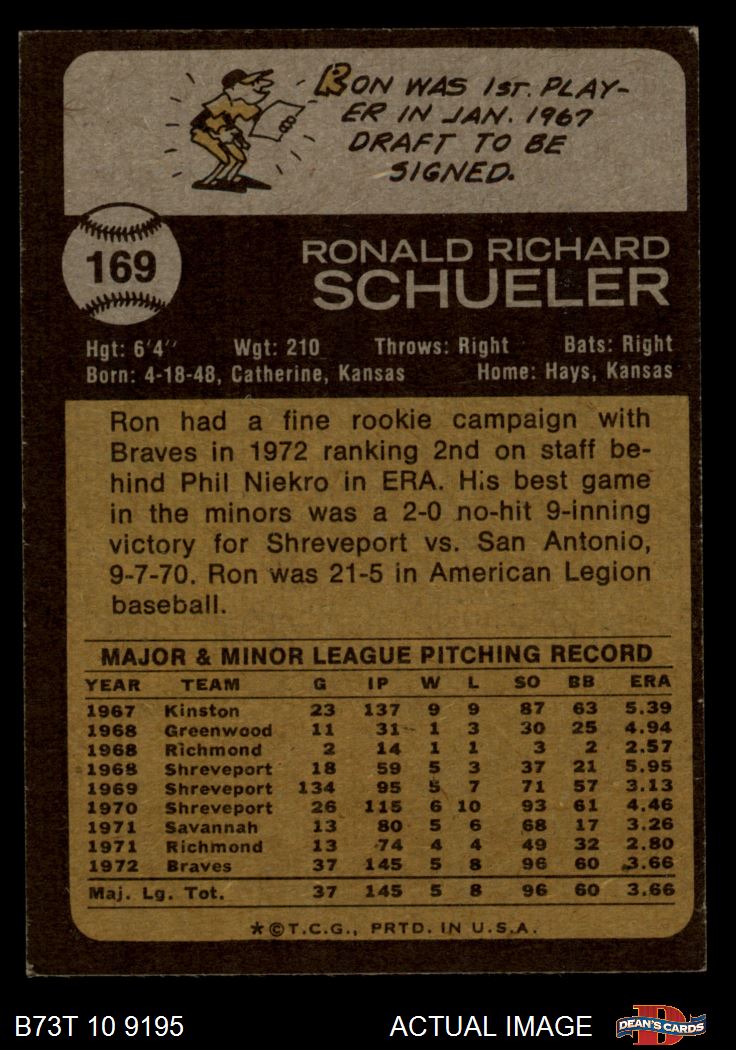 RON WAS 1ST. PLAY-
ER IN JAN. 1967
DRAFT TO BE
SIGNED.
169
RONALD RICHARD
SCHUELER
Hgt: 6'4" Wgt: 210 Throws: Right Bats: Right
Born: 4-18-48, Catherine, Kansas Home: Hays, Kansas
Ron had a fine rookie campaign with
Braves in 1972 ranking 2nd on staff be-
hind Phil Niekro in ERA. His best game
in the minors was a 2-0 no-hit 9-inning
victory for Shreveport vs. San Antonio,
9-7-70. Ron was 21-5 in American Legion
baseball.
MAJOR & MINOR LEAGUE PITCHING RECORD
YEAR TEAM G IP W L SO BB ERA
1967 Kinston 23 137 9 9 87 63 5.39
1968 Greenwood 11 31 1 3 30 25 4.94
1968 Richmond 2 14 1 1 3 2 2.57
1968 Shreveport 18 59 5 3 37 21 5.95
1969 Shreveport 134 95 5 7 71 57 3.13
1970 Shreveport 26 115 6 10 93 61 4.46
1971 Savannah 13 80 5 6 68 17 3.26
1971 Richmond 13 74 4 4 49 32 2.80
1972 Braves 37 145 5 8 96 60 3.66
Maj. Lg. Tot. 37 145 5 8 96 60 3.66
*©T.C.G., PRTD. IN U.S.A.
B73T 10 9195 ACTUAL IMAGE D DEAN'S CARDS